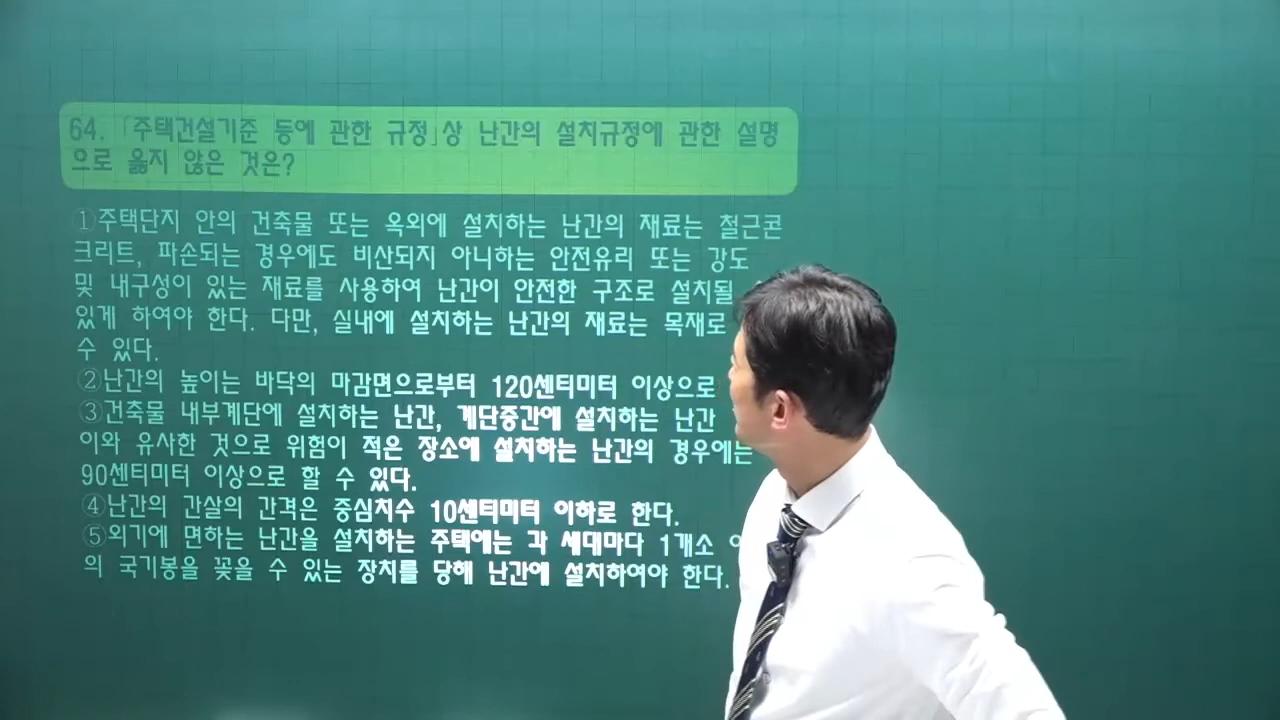 64. 「주택건설기준 등에 관한 규정」상 난간의 설치규정에 관한 설명
으로 옳지 않은 것은?
①주택단지 안의 건축물 또는 옥외에 설치하는 난간의 재료는 철근콘
크리트, 파손되는 경우에도 비산되지 아니하는 안전유리 또는 강도
및 내구성이 있는 재료를 사용하여 난간이 안전한 구조로 설치될
있게 하여야 한다. 다만, 실내에 설치하는 난간의 재료는 목재로
수 있다.
②난간의 높이는 바닥의 마감면으로부터 120센티미터 이상으로
③건축물 내부계단에 설치하는 난간, 계단중간에 설치하는 난간
이와 유사한 것으로 위험이 적은 장소에 설치하는 난간의 경우에는
90센티미터 이상으로 할 수 있다.
④난간의 간살의 간격은 중심치수 10센티미터 이하로 한다.
⑤외기에 면하는 난간을 설치하는 주택에는 각 세대마다 1개소
의 국기봉을 꽂을 수 있는 장치를 당해 난간에 설치하여야 한다.